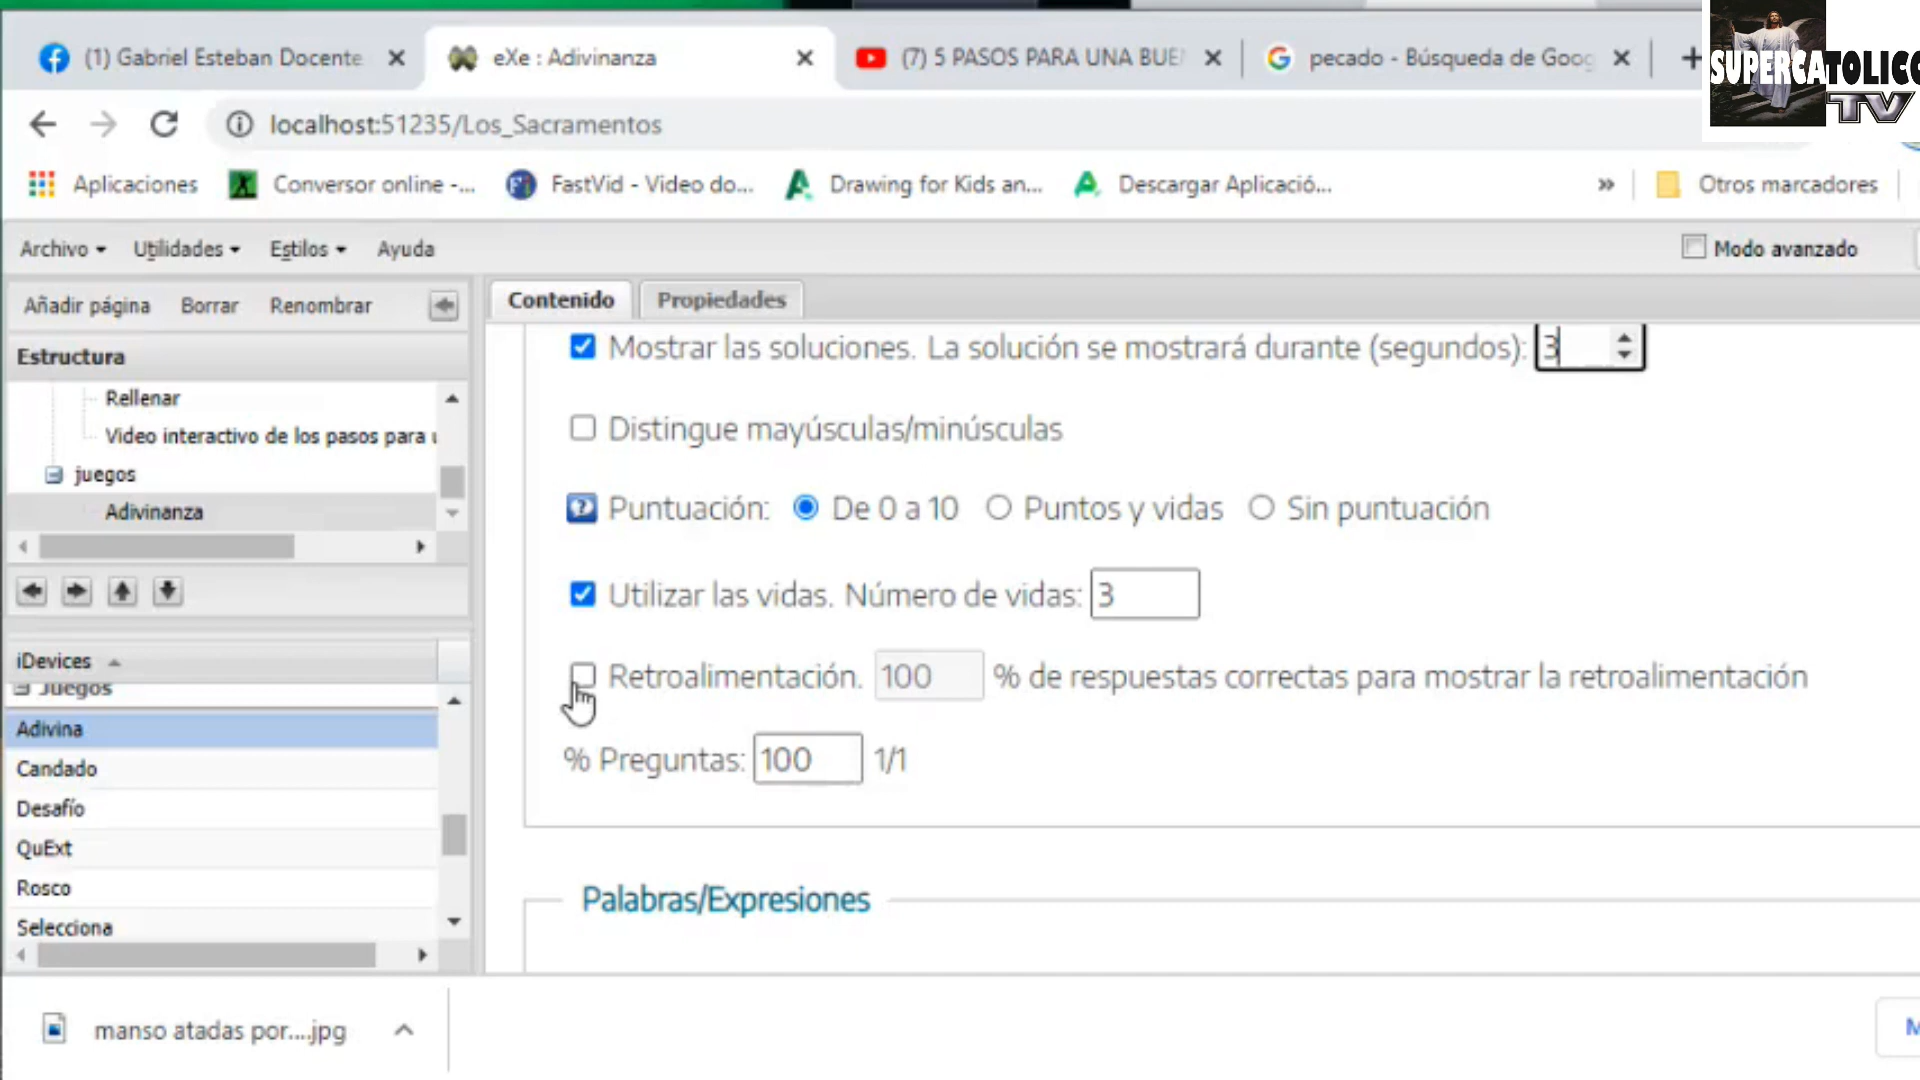 (1) Gabriel Esteban Docente
eXe : Adivinanza
(7) 5 PASOS PARA UNA BUEN
pecado - Búsqueda de Goog
SUPERCATOLICO
TV
localhost:51235/Los_Sacramentos
Aplicaciones
Conversor online -...
FastVid - Video do...
Drawing for Kids an...
Descargar Aplicació...
Otros marcadores
Archivo
Utilidades
Estilos
Ayuda
Modo avanzado
Añadir página
Borrar
Renombrar
Contenido
Propiedades
Estructura
Rellenar
Video interactivo de los pasos para u
juegos
Adivinanza
Mostrar las soluciones. La solución se mostrará durante (segundos): 3
Distingue mayúsculas/minúsculas
Puntuación: De 0 a 10 Puntos y vidas Sin puntuación
Utilizar las vidas. Número de vidas: 3
Retroalimentación. 100 % de respuestas correctas para mostrar la retroalimentación
% Preguntas: 100 1/1
Palabras/Expresiones
iDevices
Juegos
Adivina
Candado
Desafío
QuExt
Rosco
Selecciona
manso atadas por....jpg
M